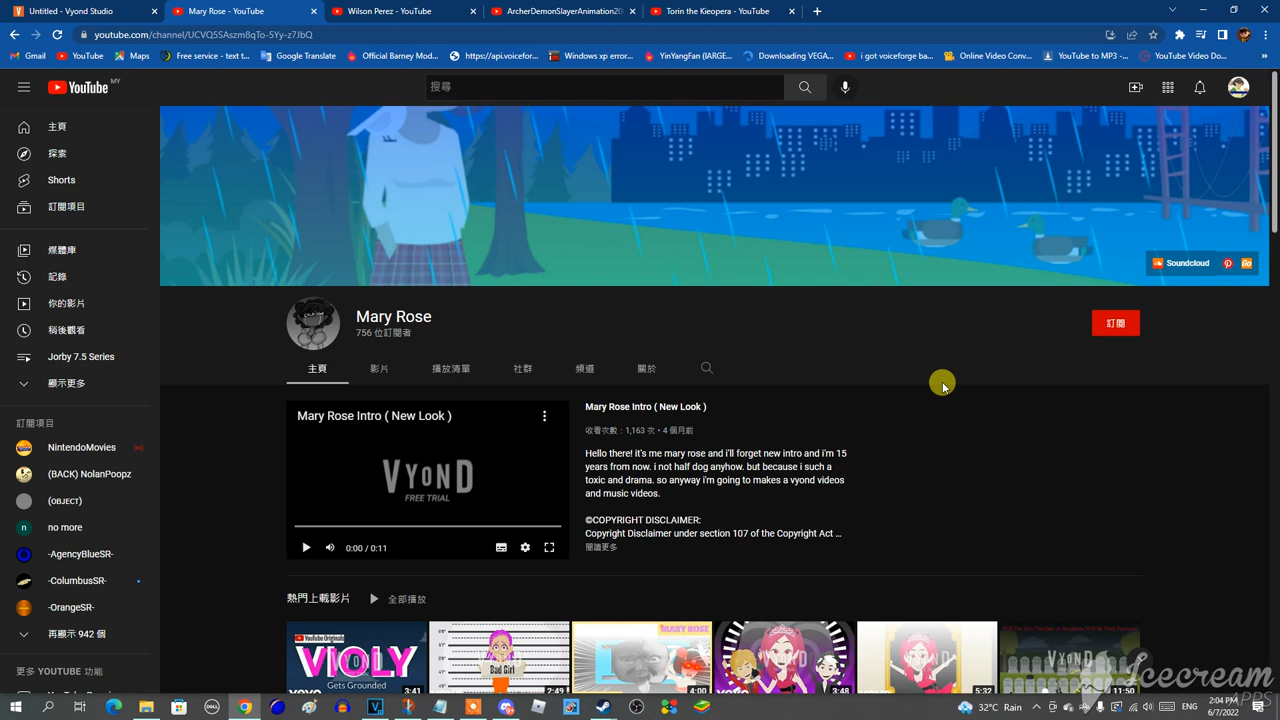 Untitled - Vyond Studio
Mary Rose - YouTube
Wilson Perez - YouTube
ArcherDemonSlayerAnimation20
Torin the Kieopera - YouTube
youtube.com/channel/UCVQ5SAszm8qTo-5Yy-z7JbQ
Gmail
YouTube
Maps
Free service - text t...
Google Translate
Official Barney Mod...
https://api.voicefor...
Windows xp error...
YinYangFan (IARGE...
Downloading VEGA...
i got voiceforge ba...
Online Video Conv...
YouTube to MP3 -...
YouTube Video Do...
YouTube MY
搜尋
主頁
探索
Shorts
訂閱項目
媒體庫
記錄
你的影片
稍後觀看
Jorby 7.5 Series
顯示更多
訂閱項目
NintendoMovies
(BACK) NolanPoopz
(OBJECT)
no more
-AgencyBlueSR-
-ColumbusSR-
-OrangeSR-
再顯示 942 個
更多 YOUTUBE 功能
Soundcloud
Go
Mary Rose
756 位訂閱者
訂閱
主頁
影片
播放清單
社群
頻道
關於
Mary Rose Intro ( New Look )
VYOND
FREE TRIAL
0:00 / 0:11
Mary Rose Intro ( New Look )
收看次數：1,163 次 • 4 個月前
Hello there! it's me mary rose and i'll forget new intro and i'm 15
years from now. i not half dog anyhow. but because i such a
toxic and drama. so anyway i'm going to makes a vyond videos
and music videos.
©COPYRIGHT DISCLAIMER:
Copyright Disclaimer under section 107 of the Copyright Act ...
閱讀更多
熱門上載影片
全部播放
YouTube Originals
VIOLY
Gets Grounded
3:41
Bad Girl
2:49
MARY ROSE
4:00
3:48
11:50
DELL
32°C Rain
ENG
2:04 PM
6/7/2022